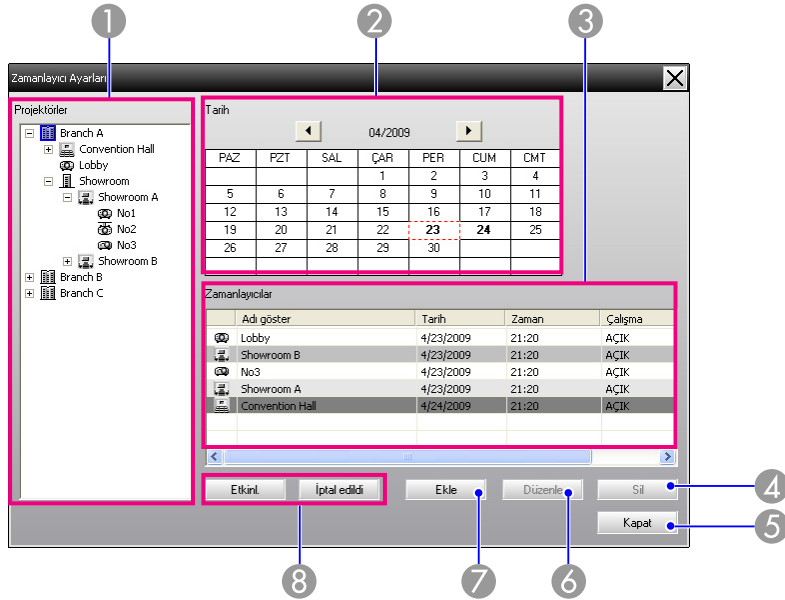 1 2 3
Zamanlayıcı Ayarları
Projektörler
Branch A
Convention Hall
Lobby
Showroom
Showroom A
No1
No2
No3
Showroom B
Branch B
Branch C
Tarih
04/2009
PAZ PZT SAL ÇAR PER CUM CMT
1 2 3 4
5 6 7 8 9 10 11
12 13 14 15 16 17 18
19 20 21 22 23 24 25
26 27 28 29 30
Zamanlayıcılar
Adı göster Tarih Zaman Çalışma
Lobby 4/23/2009 21:20 AÇIK
Showroom B 4/23/2009 21:20 AÇIK
No3 4/23/2009 21:20 AÇIK
Showroom A 4/23/2009 21:20 AÇIK
Convention Hall 4/24/2009 21:20 AÇIK
Etkinl. İptal edildi Ekle Düzenle Sil 4
Kapat 5
8 7 6